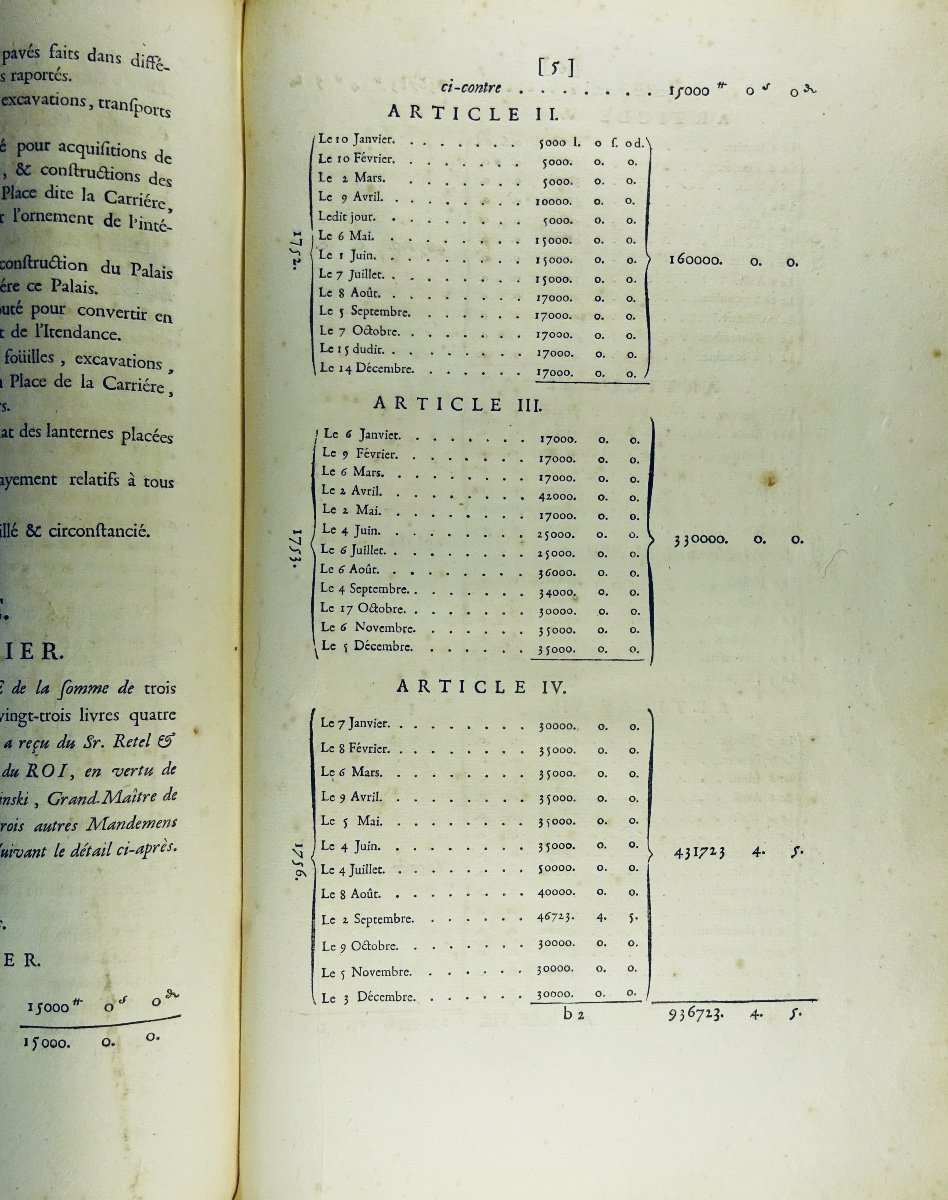 pavés faits dans diffé-
s raportés.
excavations, tranſports
é pour acquiſitions de
, & conſtructions des
Place dite la Carriére,
r l'ornement de l'inté-
conſtruction du Palais
ére ce Palais.
outé pour convertir en
t de l'Itendance.
foüilles, excavations,
a Place de la Carriére,
rs.
at des lanternes placées
ayement relatifs à tous
illé & circonſtancié.
IER.
E de la ſomme de trois
vingt-trois livres quatre
a reçu du Sr. Retel &
du ROI, en vertu de
inski, Grand-Maître de
rois autres Mandemens
ſuivant le détail ci-après.
ER.
15000 ₶ 0 ſ 0 ₰
15000. 0. 0.
[5]
ci-contre . . . . . . . 15000 ₶ 0 ſ 0 ₰
ARTICLE II.
1752.
Le 10 Janvier. . . . . . . 5000 l. 0 ſ. 0 d.
Le 10 Février. . . . . . . 5000. 0. 0.
Le 2 Mars. . . . . . . 5000. 0. 0.
Le 9 Avril. . . . . . . 10000. 0. 0.
Ledit jour. . . . . . . 5000. 0. 0.
Le 6 Mai. . . . . . . 15000. 0. 0.
Le 1 Juin. . . . . . . 15000. 0. 0. 160000. 0. 0.
Le 7 Juillet. . . . . . . 15000. 0. 0.
Le 8 Août. . . . . . . 17000. 0. 0.
Le 5 Septembre. . . . . . 17000. 0. 0.
Le 7 Octobre. . . . . . 17000. 0. 0.
Le 15 dudit. . . . . . . 17000. 0. 0.
Le 14 Décembre. . . . . . 17000. 0. 0.
ARTICLE III.
1753.
Le 6 Janvier. . . . . . . 17000. 0. 0.
Le 9 Février. . . . . . . 17000. 0. 0.
Le 6 Mars. . . . . . . 17000. 0. 0.
Le 2 Avril. . . . . . . 42000. 0. 0.
Le 2 Mai. . . . . . . 17000. 0. 0.
Le 4 Juin. . . . . . . 25000. 0. 0. 330000. 0. 0.
Le 6 Juillet. . . . . . . 25000. 0. 0.
Le 6 Août. . . . . . . 36000. 0. 0.
Le 4 Septembre. . . . . . 34000. 0. 0.
Le 17 Octobre. . . . . . 30000. 0. 0.
Le 6 Novembre. . . . . . 35000. 0. 0.
Le 5 Décembre. . . . . . 35000. 0. 0.
ARTICLE IV.
1756.
Le 7 Janvier. . . . . . . 30000. 0. 0.
Le 8 Février. . . . . . . 35000. 0. 0.
Le 6 Mars. . . . . . . 35000. 0. 0.
Le 9 Avril. . . . . . . 35000. 0. 0.
Le 5 Mai. . . . . . . 35000. 0. 0.
Le 4 Juin. . . . . . . 35000. 0. 0. 431723 4. 5.
Le 4 Juillet. . . . . . . 50000. 0. 0.
Le 8 Août. . . . . . . 40000. 0. 0.
Le 2 Septembre. . . . . . 46723. 4. 5.
Le 9 Octobre. . . . . . 30000. 0. 0.
Le 5 Novembre. . . . . . 30000. 0. 0.
Le 3 Décembre. . . . . . 30000. 0. 0.
b 2 936723. 4. 5.